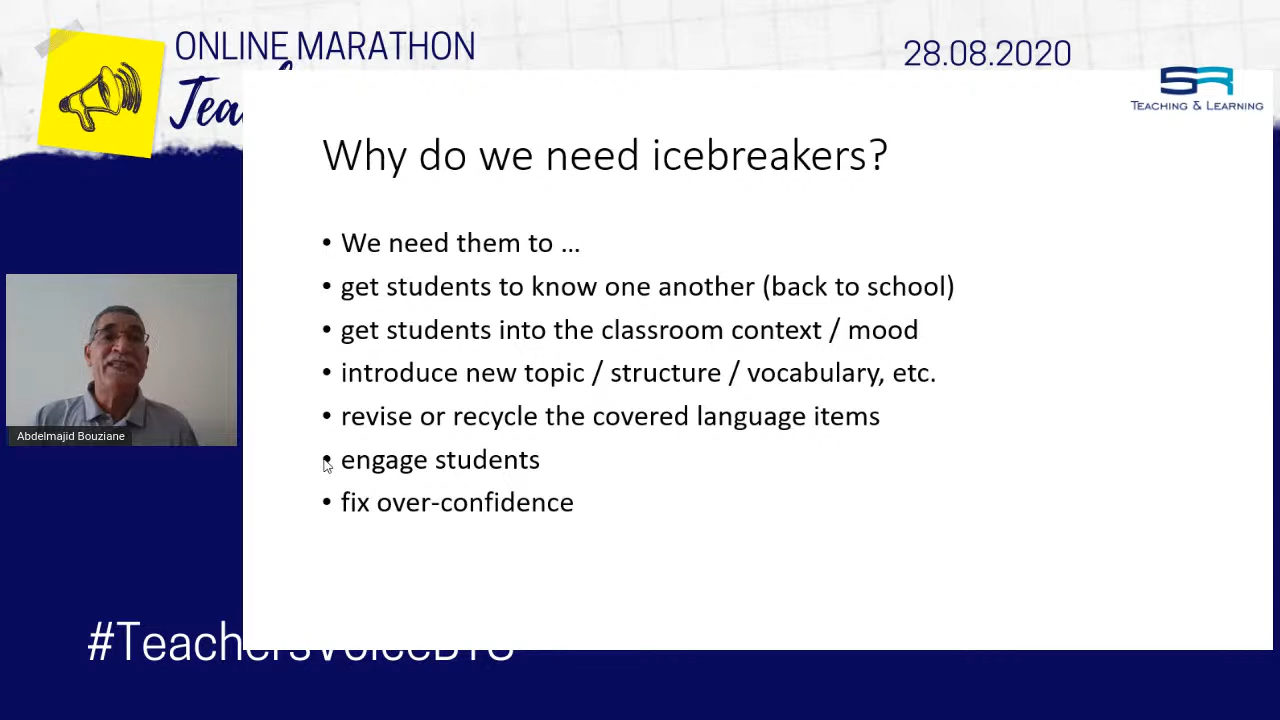 ONLINE MARATHON
28.08.2020
SR
TEACHING & LEARNING
Why do we need icebreakers?
• We need them to …
• get students to know one another (back to school)
• get students into the classroom context / mood
• introduce new topic / structure / vocabulary, etc.
• revise or recycle the covered language items
• engage students
• fix over-confidence
Abdelmajid Bouziane
#TeachersVoiceBTS